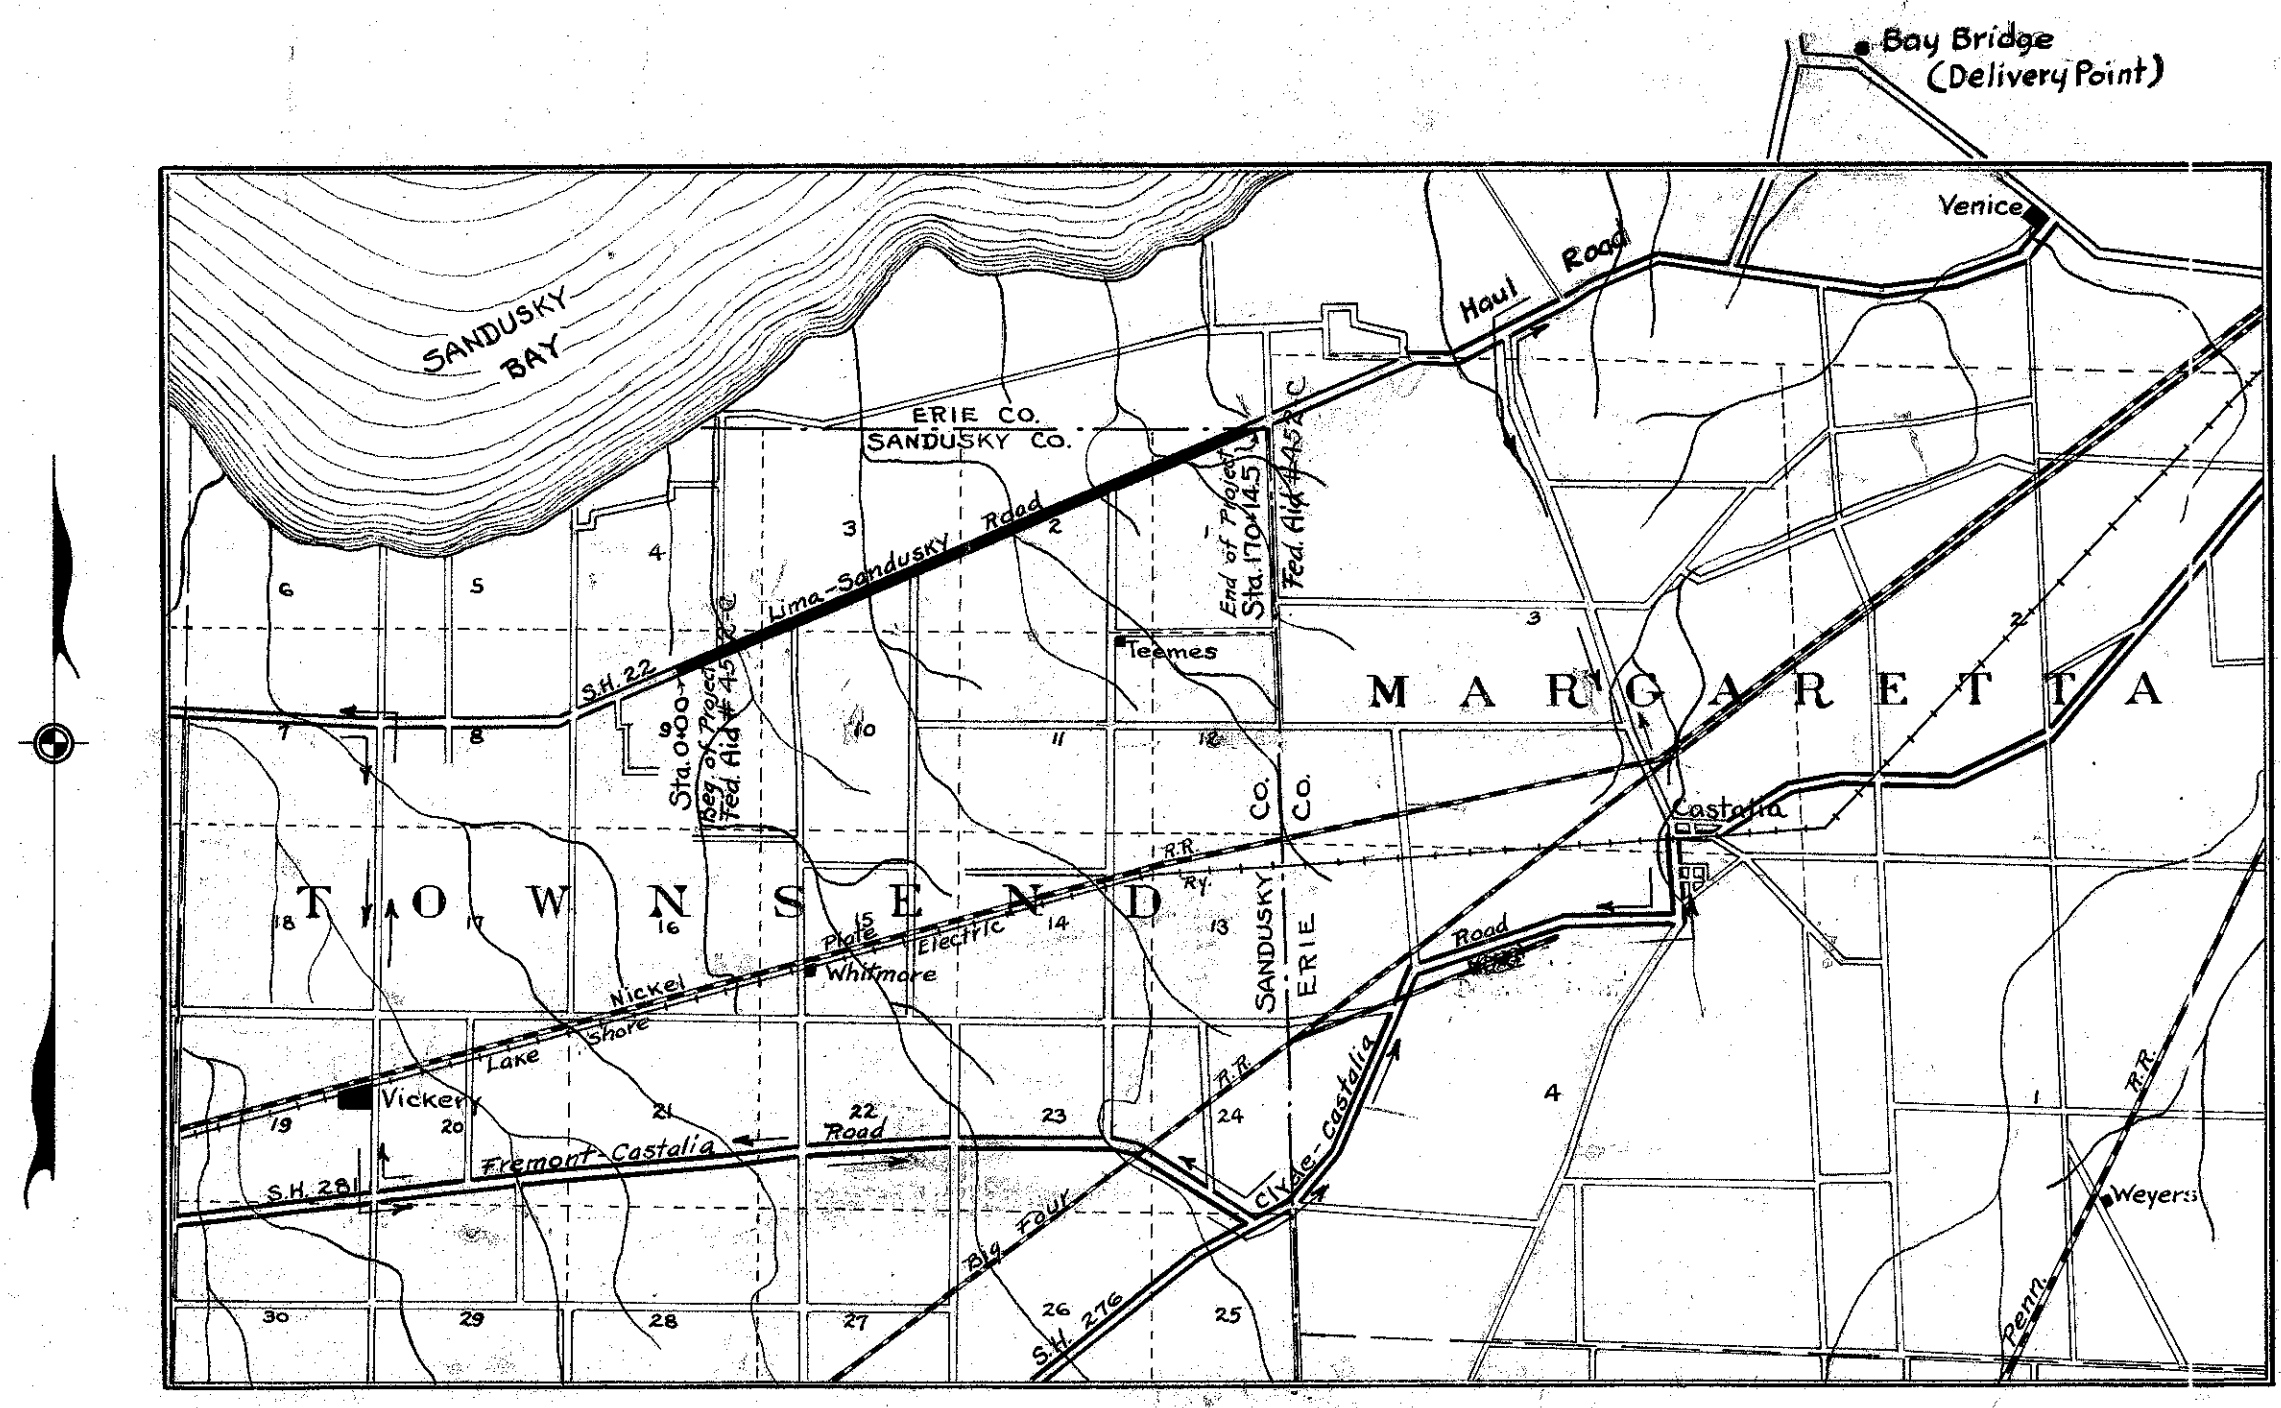 Bay Bridge
(Delivery Point)
Venice
Haul Road
SANDUSKY
BAY
ERIE CO.
SANDUSKY CO.
End of Project
Sta. 170+14.5
Fed. Aid # 452 C
Lima-Sandusky Road
S.H. 22
Sta. 0+00
Beg. of Project
Fed. Aid # 452-C
6
5
4
3
2
1
3
2
Teemes
MARGARETTA
7
8
9
10
11
12
SANDUSKY CO.
ERIE CO.
Castalia
TOWNSEND
18
17
16
15
14
13
Nickel Plate R.R.
Lake Shore Electric Ry.
Whitmore
Road
Vickery
19
20
21
22
23
24
4
1
Fremont-Castalia Road
S.H. 281
Clyde-Castalia
Big Four R.R.
S.H. 276
Weyers
Penn. R.R.
30
29
28
27
26
25